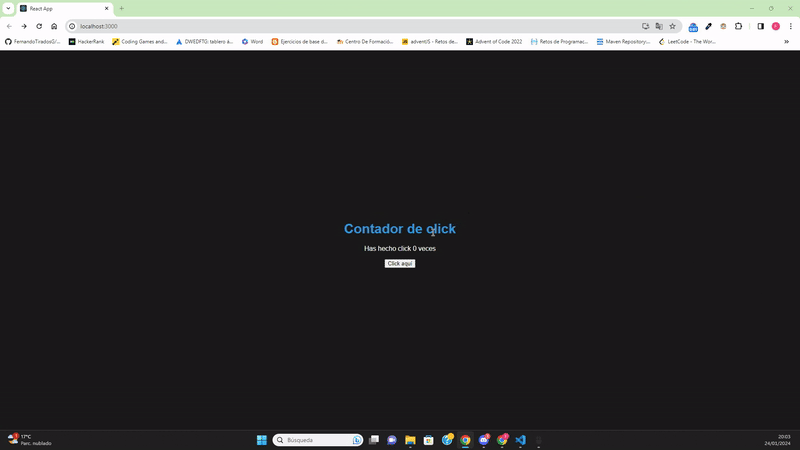 React App
localhost:3000
FernandoTiradosG/...
HackerRank
Coding Games and...
DWEDFTG: tablero á...
Word
Ejercicios de base d...
Centro De Formació...
adventJS - Retos de...
Advent of Code 2022
Retos de Programac...
Maven Repository:...
LeetCode - The Wor...
Contador de click
Has hecho click 0 veces
Click aquí
17°C
Parc. nublado
Búsqueda
20:03
24/01/2024